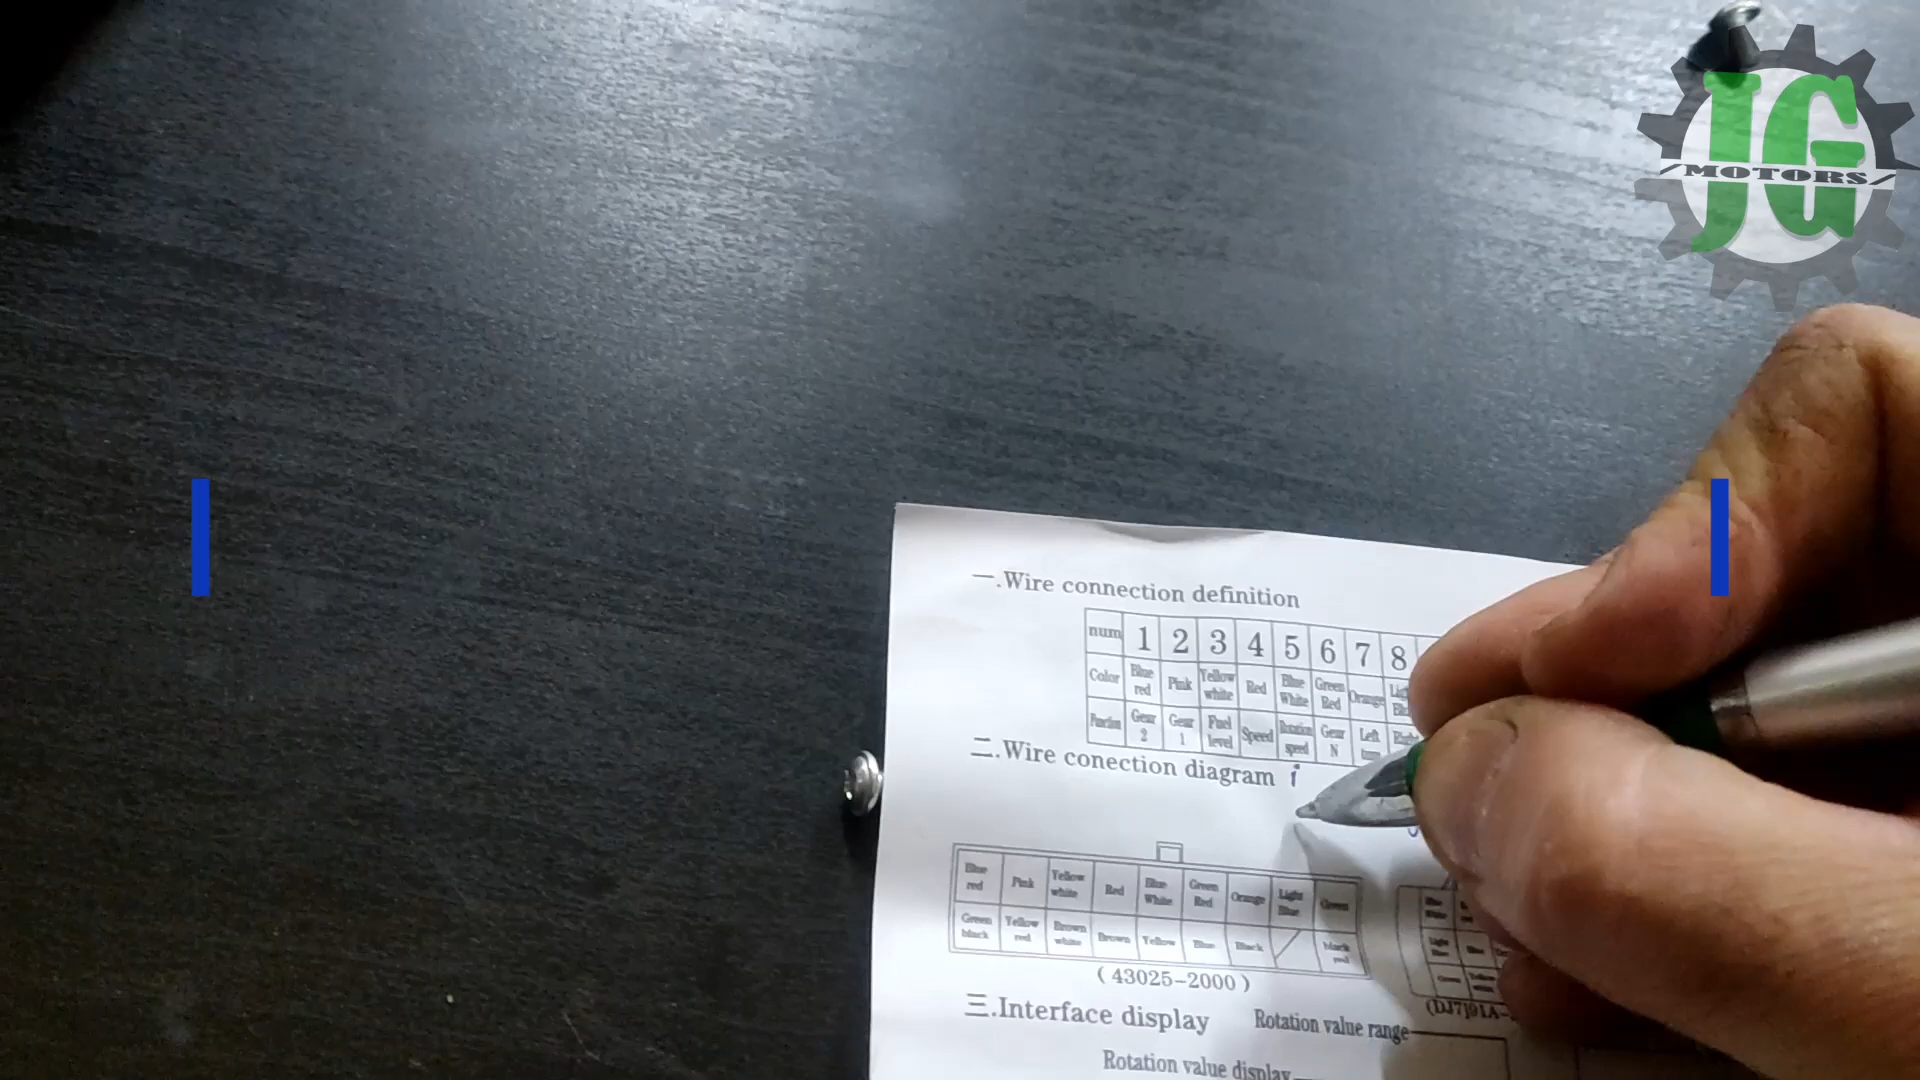 JG
MOTORS
一.Wire connection definition
num 1 2 3 4 5 6 7 8
Color Blue red Pink Yellow white Red Blue White Green Red Orange
Function Gear 2 Gear 1 Fuel level Speed Rotation speed Gear N Left turn
二.Wire conection diagram
Blue red Pink Yellow white Red Blue White Green Red Orange Light Blue Green
Green black Yellow red Brown white Brown Yellow Blue Black black red
(43025-2000)
三.Interface display
Rotation value range
Rotation value display